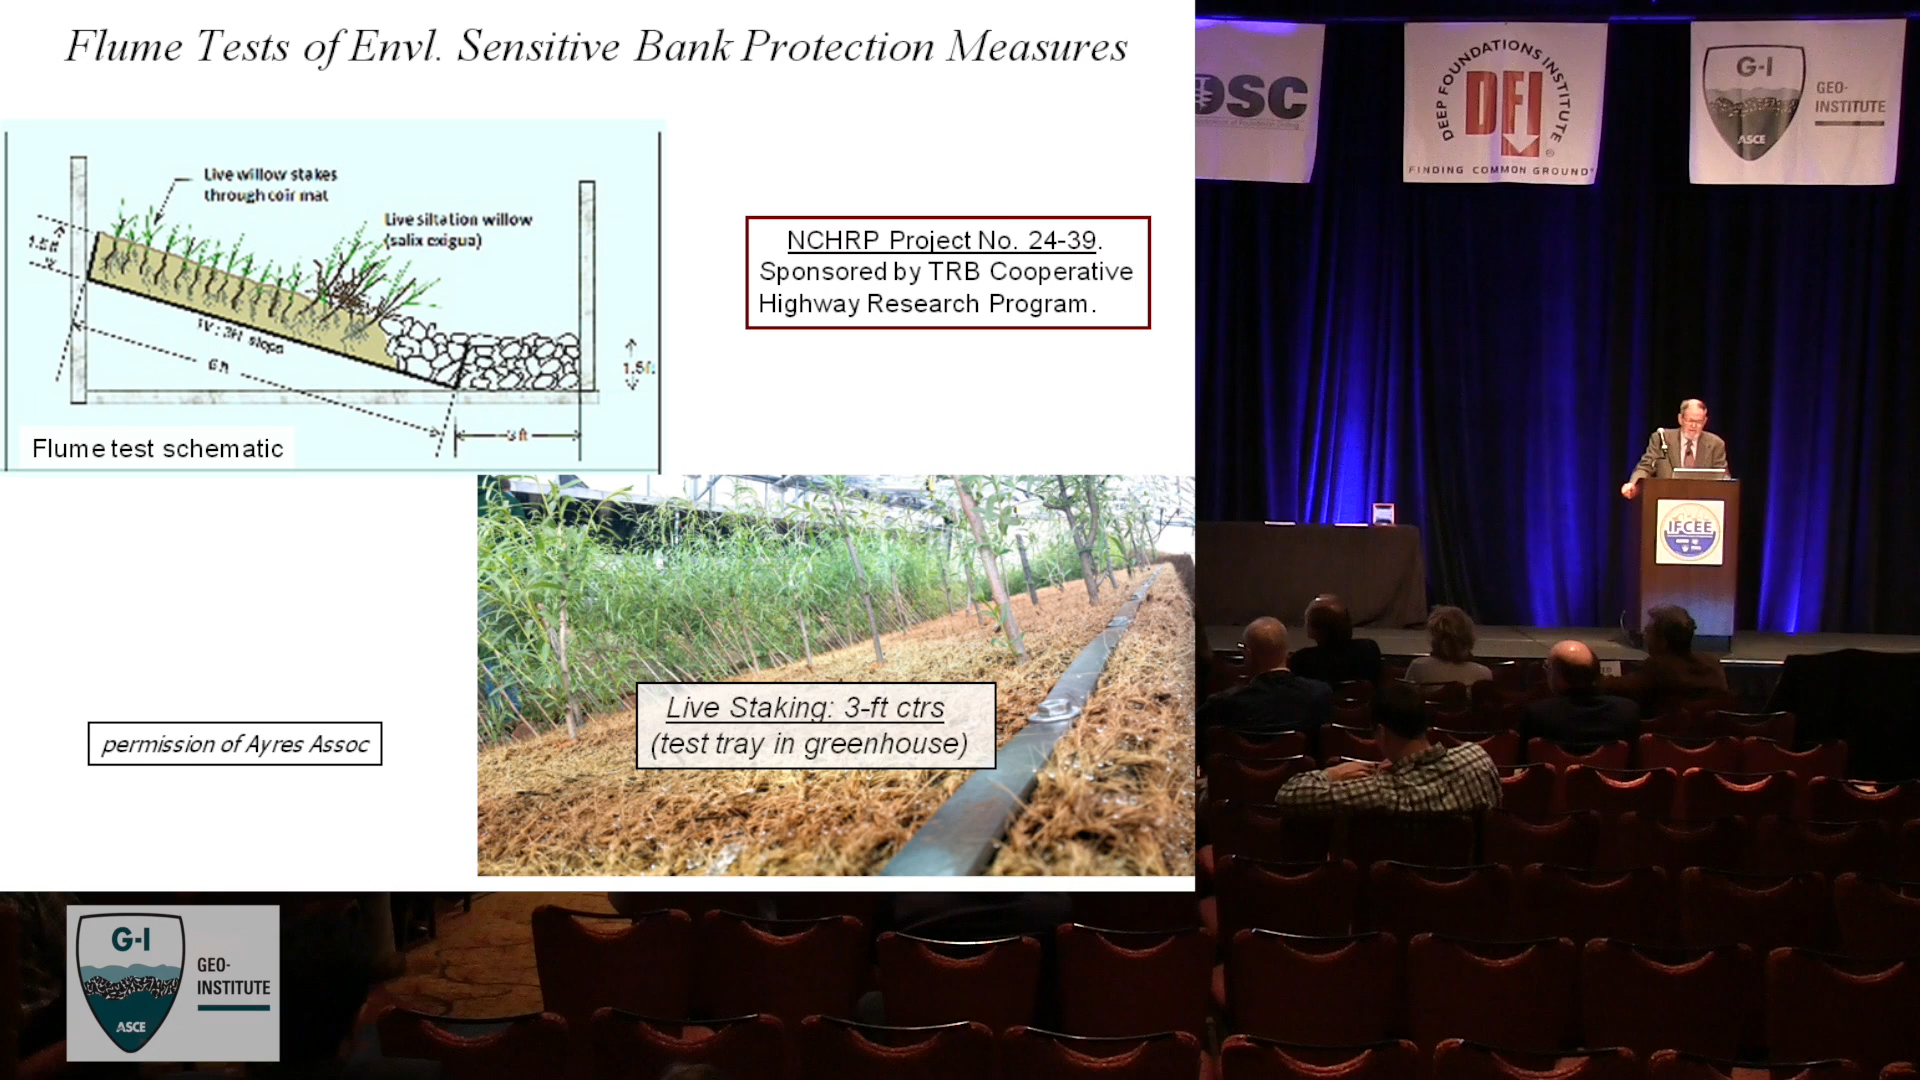 Flume Tests of Envl. Sensitive Bank Protection Measures
Live willow stakes
through coir mat
Live siltation willow
(salix exigua)
1.5 ft
6 ft
3 ft
1.5ft
Flume test schematic
NCHRP Project No. 24-39.
Sponsored by TRB Cooperative
Highway Research Program.
permission of Ayres Assoc
Live Staking: 3-ft ctrs
(test tray in greenhouse)
DSC
DEEP FOUNDATIONS INSTITUTE
DFI
®
FINDING COMMON GROUND
G-I
ASCE
GEO-
INSTITUTE
IFCEE
G-I
ASCE
GEO-
INSTITUTE